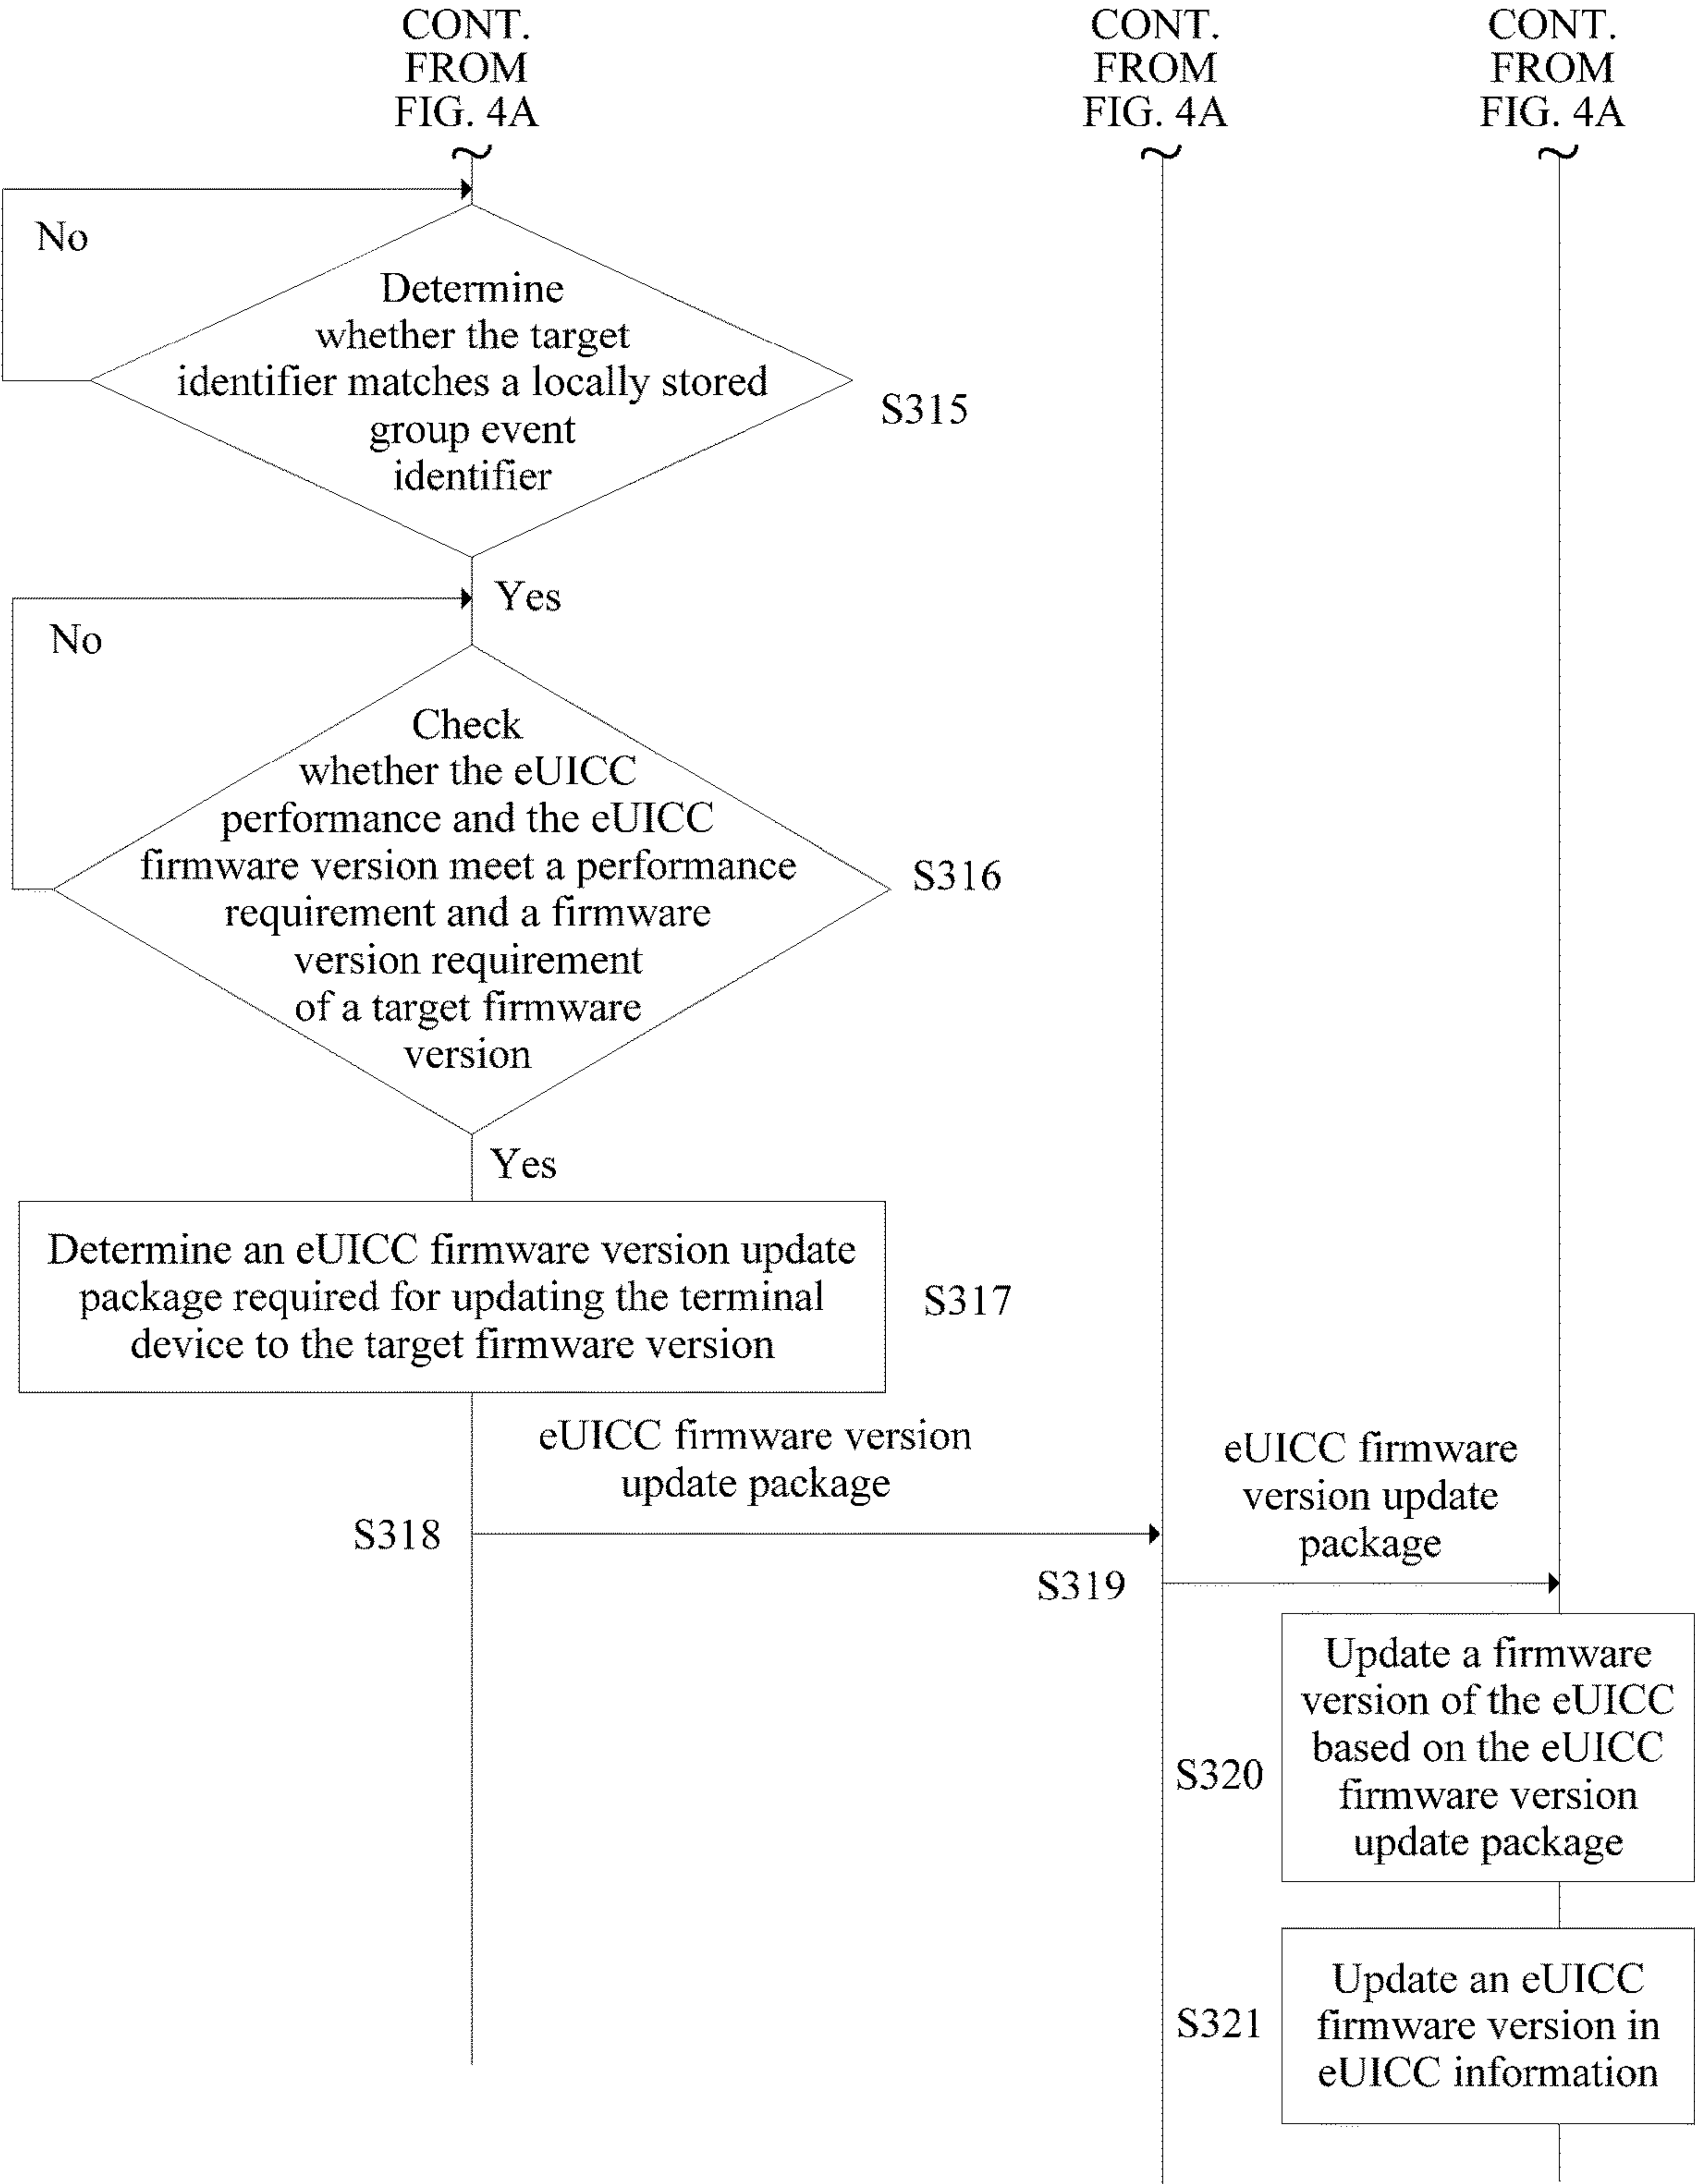 CONT.
FROM
FIG. 4A
CONT.
FROM
FIG. 4A
CONT.
FROM
FIG. 4A
No
Determine
whether the target
identifier matches a locally stored
group event
identifier
S315
Yes
No
Check
whether the eUICC
performance and the eUICC
firmware version meet a performance
requirement and a firmware
version requirement
of a target firmware
version
S316
Yes
Determine an eUICC firmware version update
package required for updating the terminal
device to the target firmware version
S317
eUICC firmware version
update package
S318
eUICC firmware
version update
package
S319
Update a firmware
version of the eUICC
based on the eUICC
firmware version
update package
S320
Update an eUICC
firmware version in
eUICC information
S321